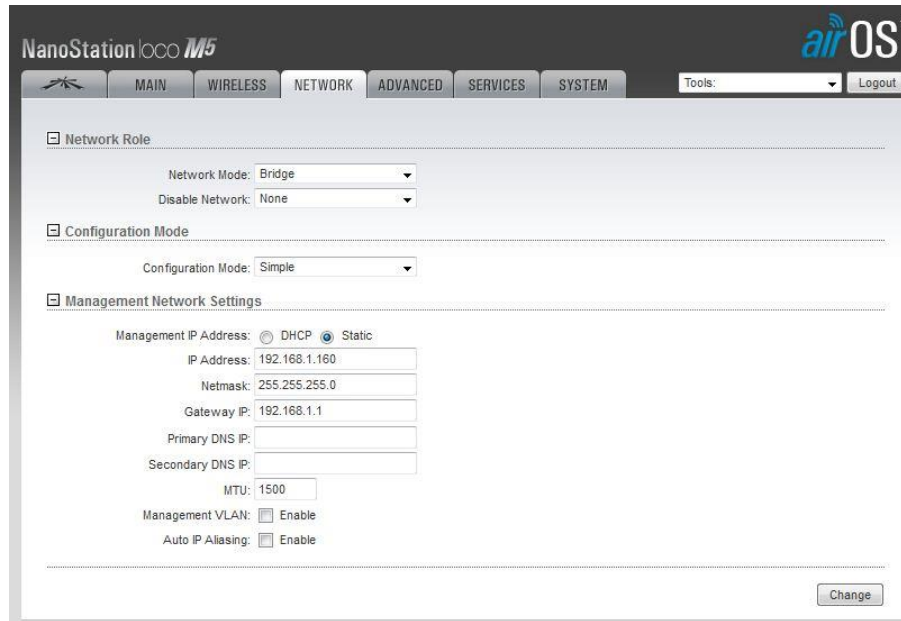 NanoStation loco M5
airOS
MAIN WIRELESS NETWORK ADVANCED SERVICES SYSTEM Tools: Logout
Network Role
Network Mode: Bridge
Disable Network: None
Configuration Mode
Configuration Mode: Simple
Management Network Settings
Management IP Address: DHCP Static
IP Address: 192.168.1.160
Netmask: 255.255.255.0
Gateway IP: 192.168.1.1
Primary DNS IP:
Secondary DNS IP:
MTU: 1500
Management VLAN: Enable
Auto IP Aliasing: Enable
Change